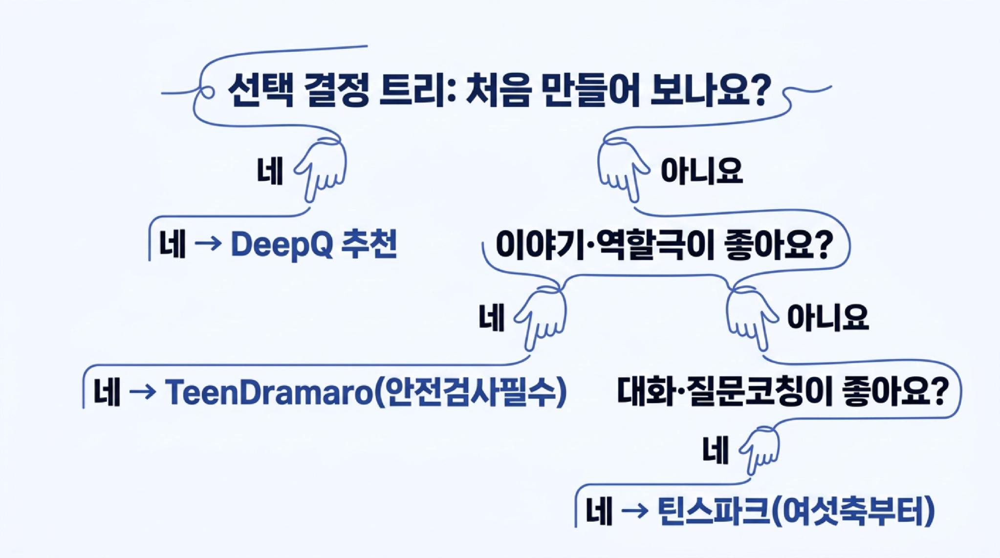 선택 결정 트리: 처음 만들어 보나요?
네
아니요
네 → DeepQ 추천
이야기·역할극이 좋아요?
네
아니요
네 → TeenDramaro(안전검사필수)
대화·질문코칭이 좋아요?
네
네 → 틴스파크(여섯축부터)